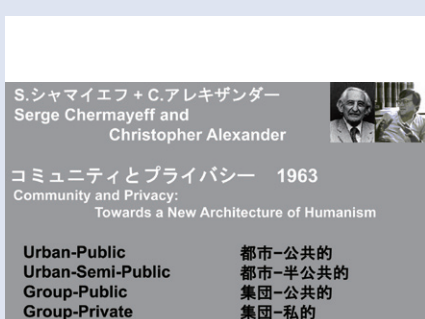 S.シャマイエフ + C.アレキザンダー
Serge Chermayeff and
Christopher Alexander
コミュニティとプライバシー　1963
Community and Privacy:
Towards a New Architecture of Humanism
Urban-Public 都市−公共的
Urban-Semi-Public 都市−半公共的
Group-Public 集団−公共的
Group-Private 集団−私的